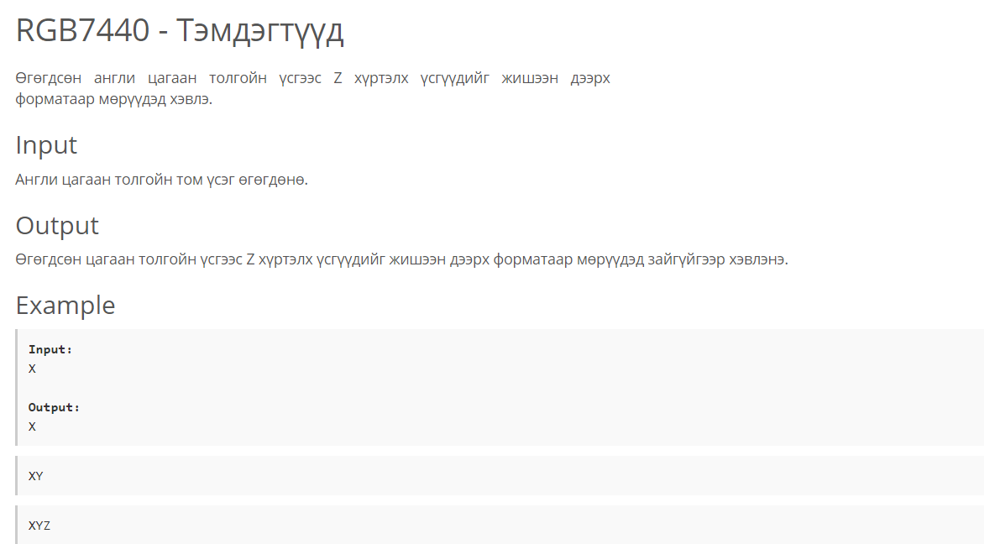 RGB7440 - Тэмдэгтүүд
Өгөгдсөн англи цагаан толгойн үсгээс Z хүртэлх үсгүүдийг жишээн дээрх
форматаар мөрүүдэд хэвлэ.
Input
Англи цагаан толгойн том үсэг өгөгдөнө.
Output
Өгөгдсөн цагаан толгойн үсгээс Z хүртэлх үсгүүдийг жишээн дээрх форматаар мөрүүдэд зайгүйгээр хэвлэнэ.
Example
Input:
X
Output:
X
XY
XYZ